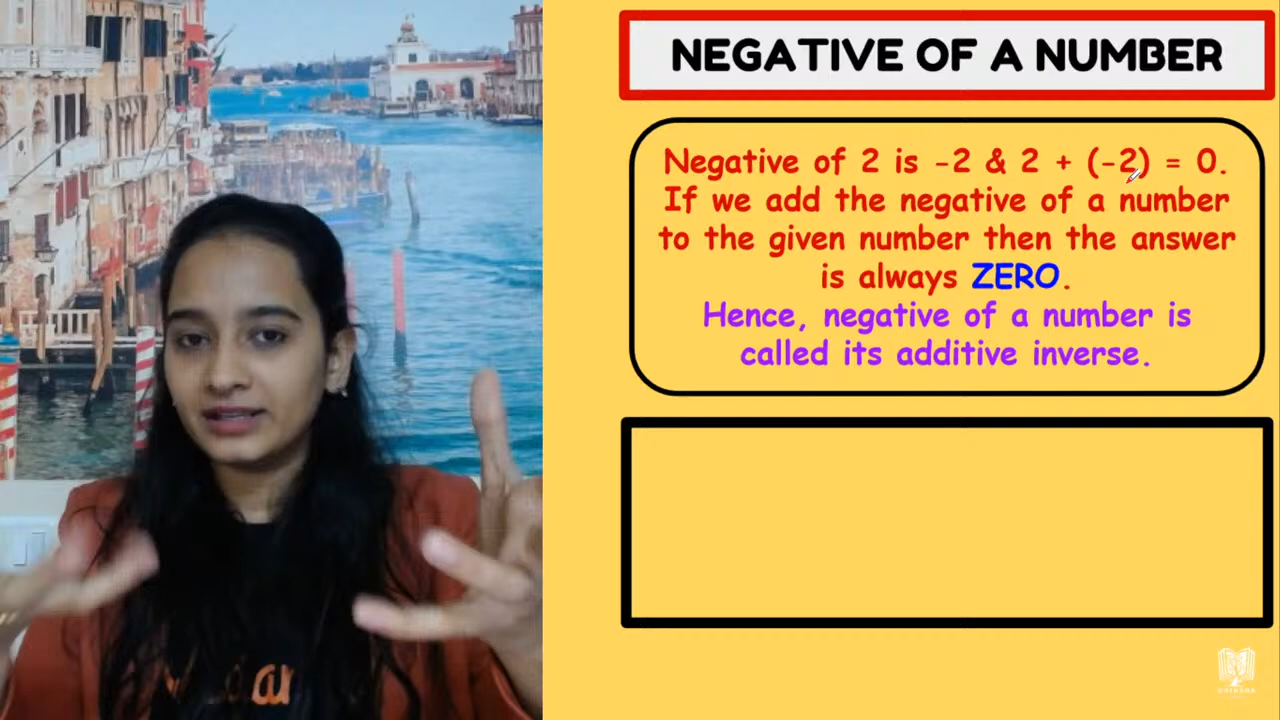 NEGATIVE OF A NUMBER
Negative of 2 is -2 & 2 + (-2) = 0.
If we add the negative of a number
to the given number then the answer
is always ZERO.
Hence, negative of a number is
called its additive inverse.